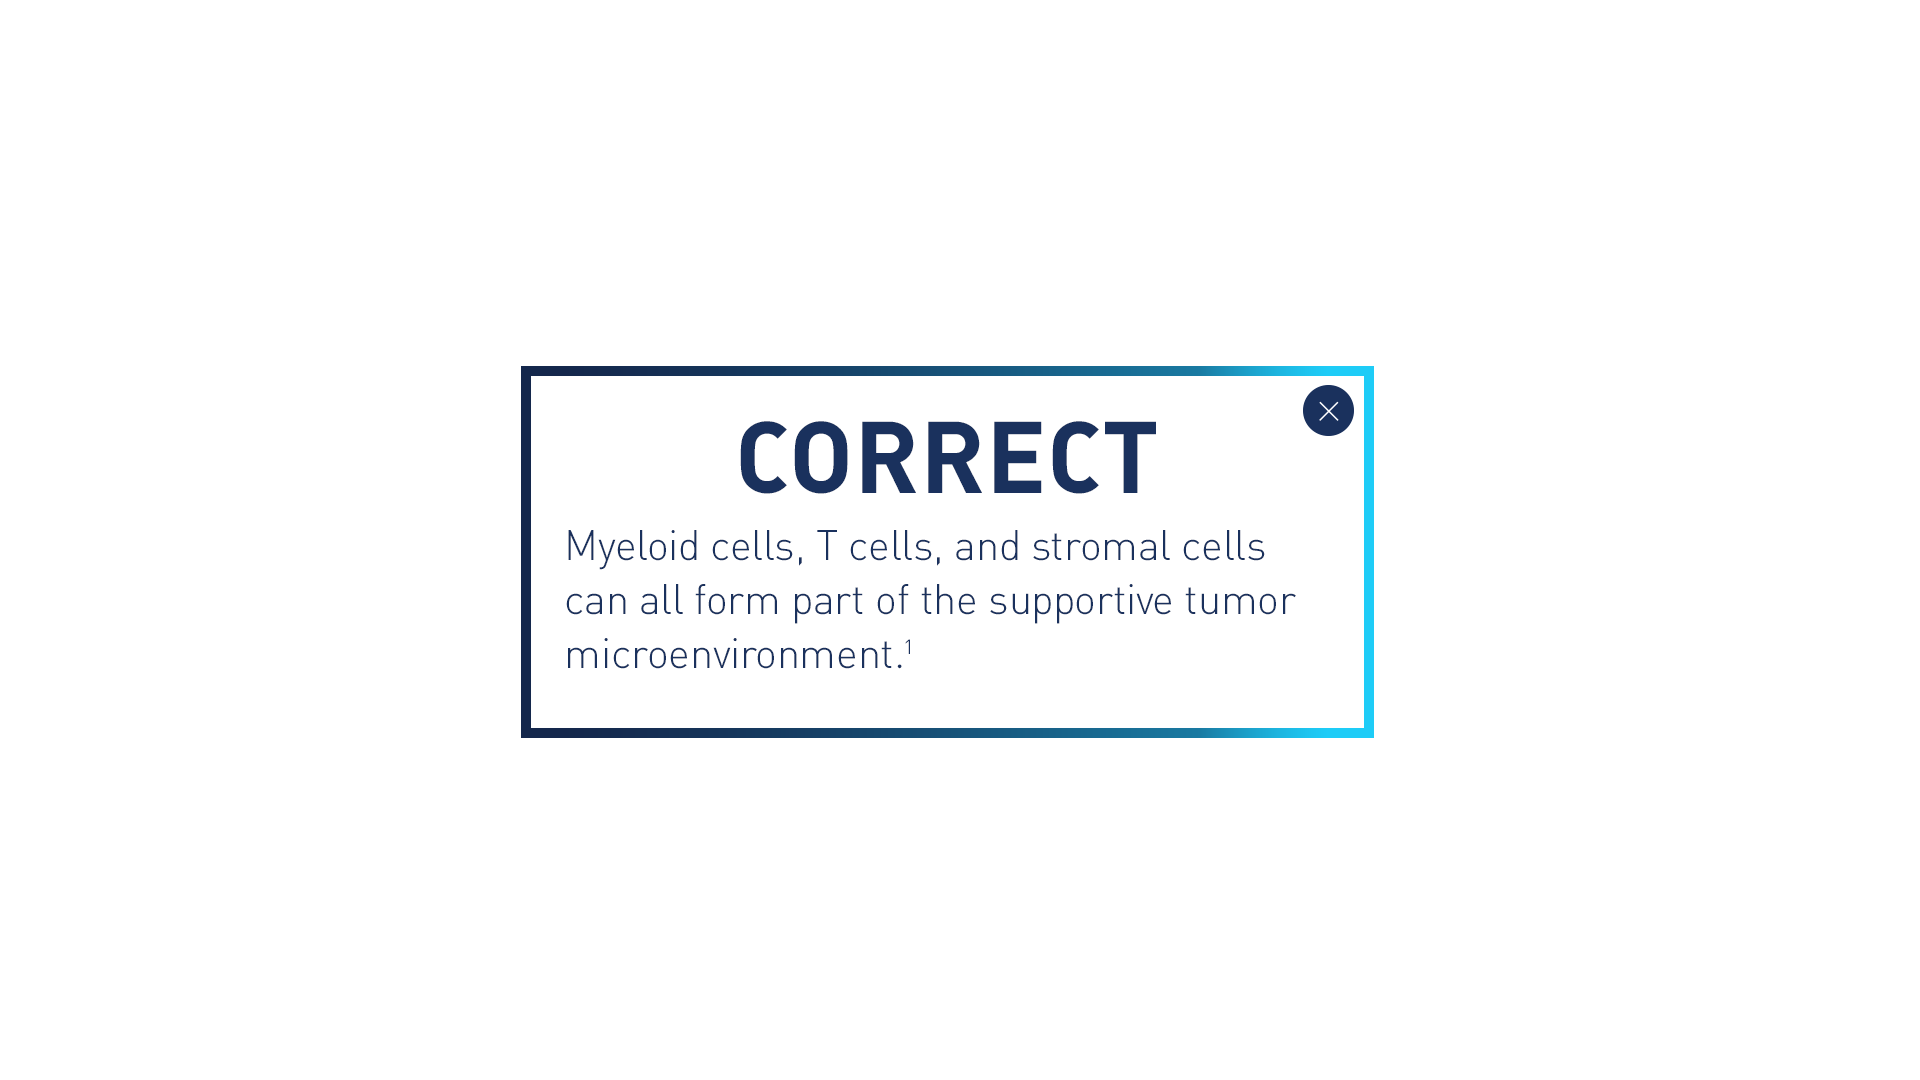 CORRECT
Myeloid cells, T cells, and stromal cells
can all form part of the supportive tumor
microenvironment.¹